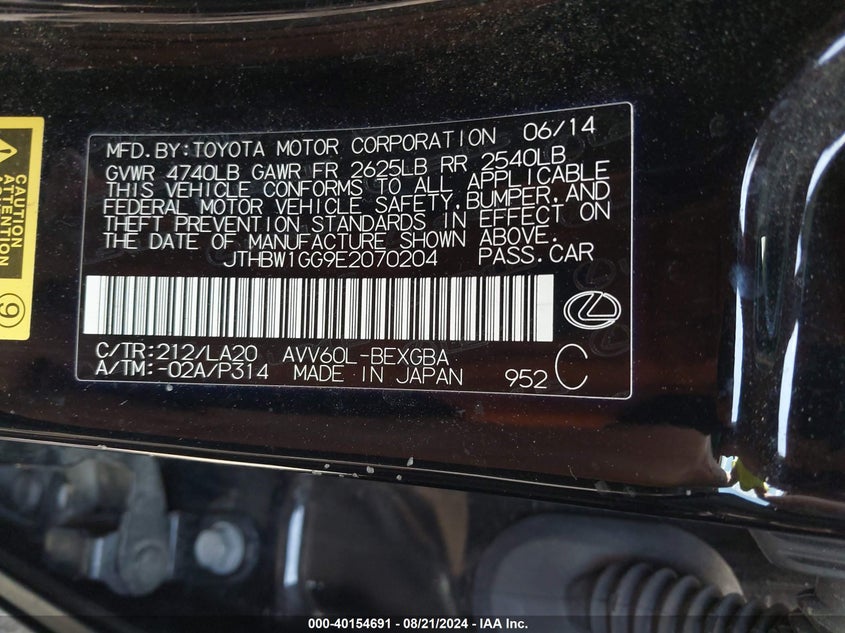 CAUTION
ATTENTION
9
MFD.BY:TOYOTA MOTOR CORPORATION 06/14
GVWR 4740LB GAWR FR 2625LB RR 2540LB
THIS VEHICLE CONFORMS TO ALL APPLICABLE
FEDERAL MOTOR VEHICLE SAFETY,BUMPER,AND
THEFT PREVENTION STANDARDS IN EFFECT ON
THE DATE OF MANUFACTURE SHOWN ABOVE.
JTHBW1GG9E2070204 PASS.CAR
C/TR:212/LA20 AVV60L-BEXGBA
A/TM:-02A/P314 MADE IN JAPAN 952 C
000-40154691 - 08/21/2024 - IAA Inc.